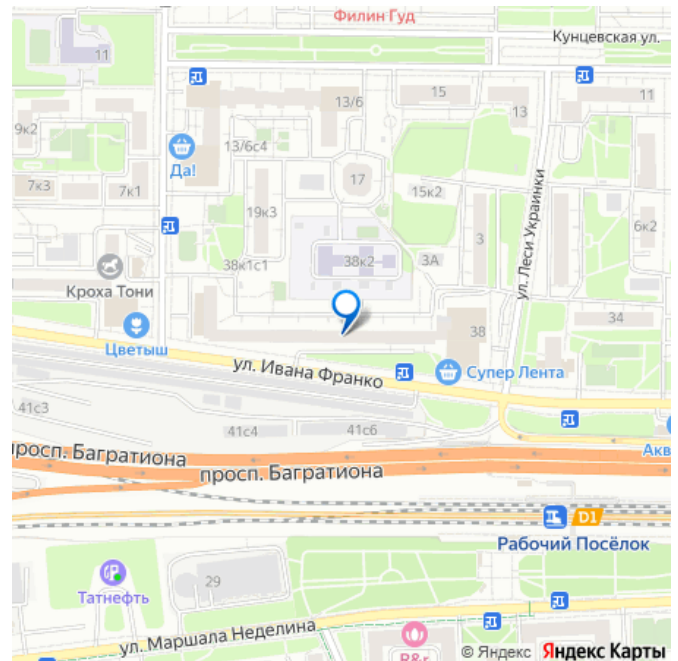 Филин Гуд
Кунцевская ул.
11
15
11
13/6
13
9к2
13/6с4
Да!
17
7к3
7к1
15к2
19к3
ул. Леси Украинки
6к2
3
38к1с1
38к2
3А
Кроха Тони
34
38
Цветыш
ул. Ивана Франко
Супер Лента
41с3
41с4
41с6
просп. Багратиона
Акв
просп. Багратиона
D1
Рабочий Посёлок
29
Татнефть
ул. Маршала Неделина
R&r
© Яндекс Яндекс Карты